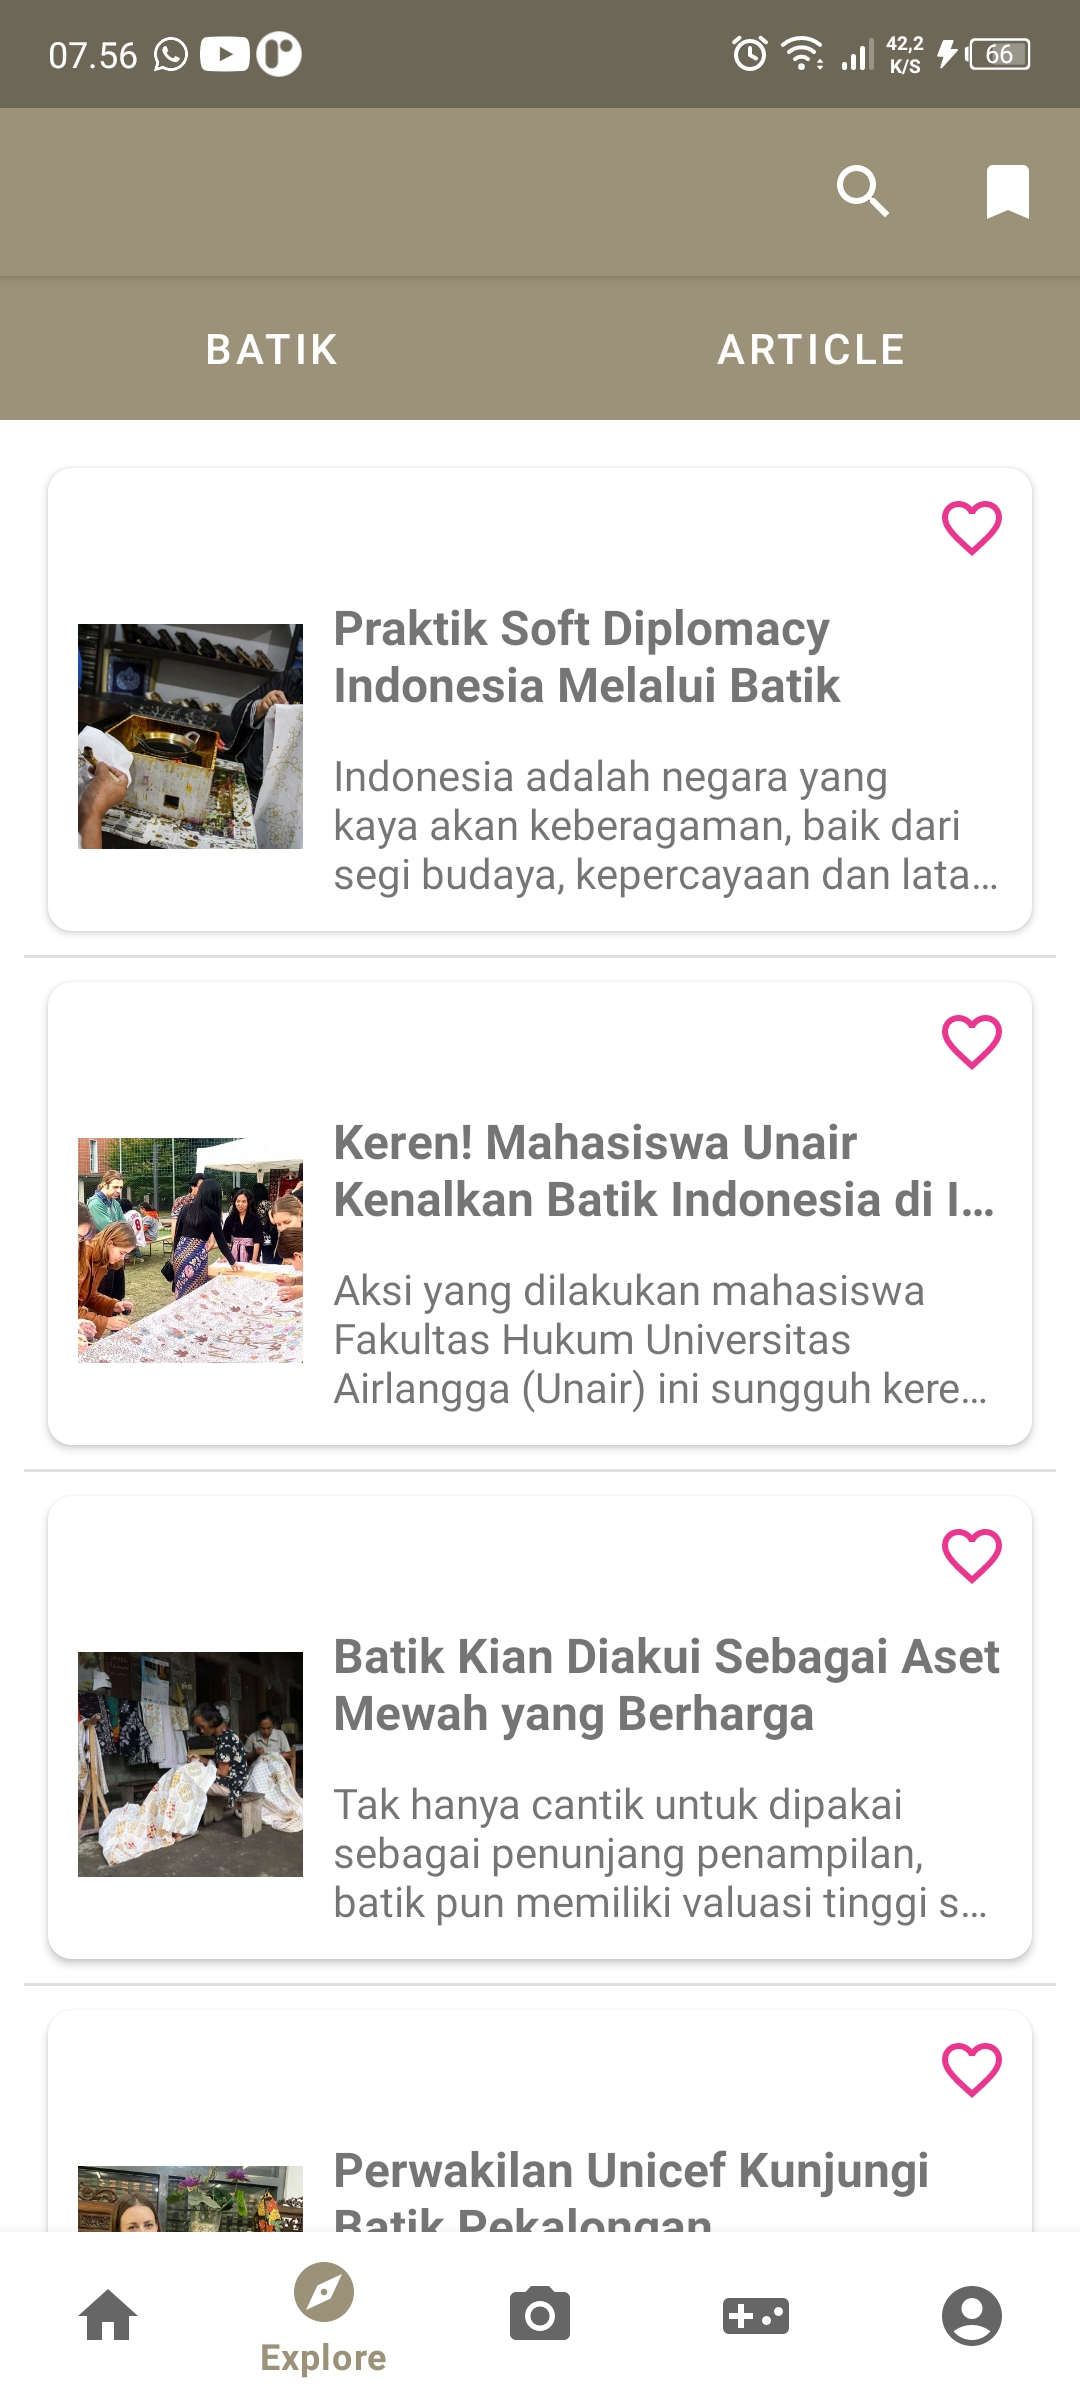 07.56
42,2
K/S
66
BATIK
ARTICLE
Praktik Soft Diplomacy
Indonesia Melalui Batik
Indonesia adalah negara yang
kaya akan keberagaman, baik dari
segi budaya, kepercayaan dan lata...
Keren! Mahasiswa Unair
Kenalkan Batik Indonesia di I...
Aksi yang dilakukan mahasiswa
Fakultas Hukum Universitas
Airlangga (Unair) ini sungguh kere...
Batik Kian Diakui Sebagai Aset
Mewah yang Berharga
Tak hanya cantik untuk dipakai
sebagai penunjang penampilan,
batik pun memiliki valuasi tinggi s...
Perwakilan Unicef Kunjungi
Batik Pekalongan
Explore